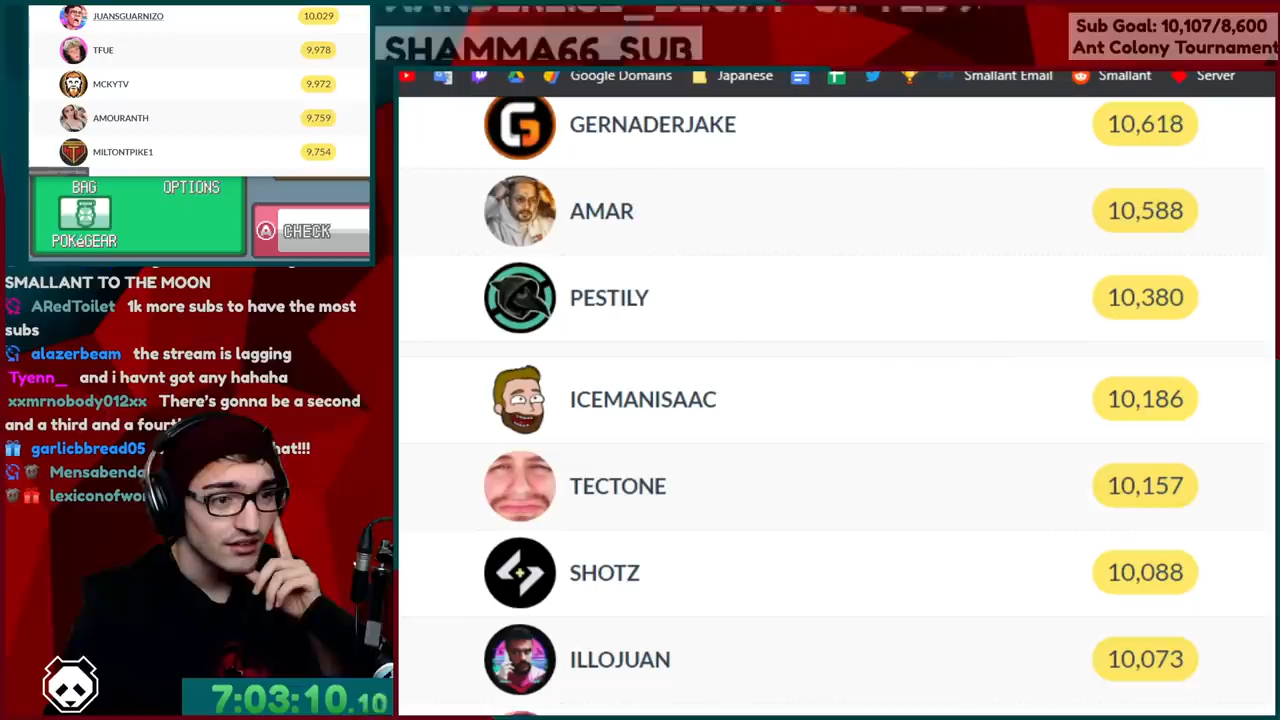 JUANSGUARNIZO 10.029
TFUE 9.978
MCKYTV 9.972
AMOURANTH 9.759
MILTONTPIKE1 9.754
BAG OPTIONS
POKéGEAR
A CHECK
SHAMMA66 SUB
Sub Goal: 10,107/8,600
Ant Colony Tournament
Google Domains Japanese Smallant Email Smallant Server
GERNADERJAKE 10,618
AMAR 10,588
PESTILY 10,380
ICEMANISAAC 10,186
TECTONE 10,157
SHOTZ 10,088
ILLOJUAN 10,073
SMALLANT TO THE MOON
ARedToilet 1k more subs to have the most
subs
alazerbeam the stream is lagging
Tyenn_ and i havnt got any hahaha
xxmrnobody012xx There's gonna be a second
and a third and a fourt
garlicbbread05 hat!!!
Mensabenda
lexiconofwor
7:03:10.10